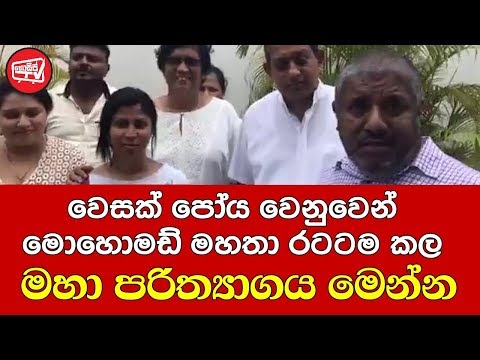 වෙසක් පෝය වෙනුවෙන්
මොහොමඩ් මහතා රටටම කල
මහා පරිත්‍යාගය මෙන්න